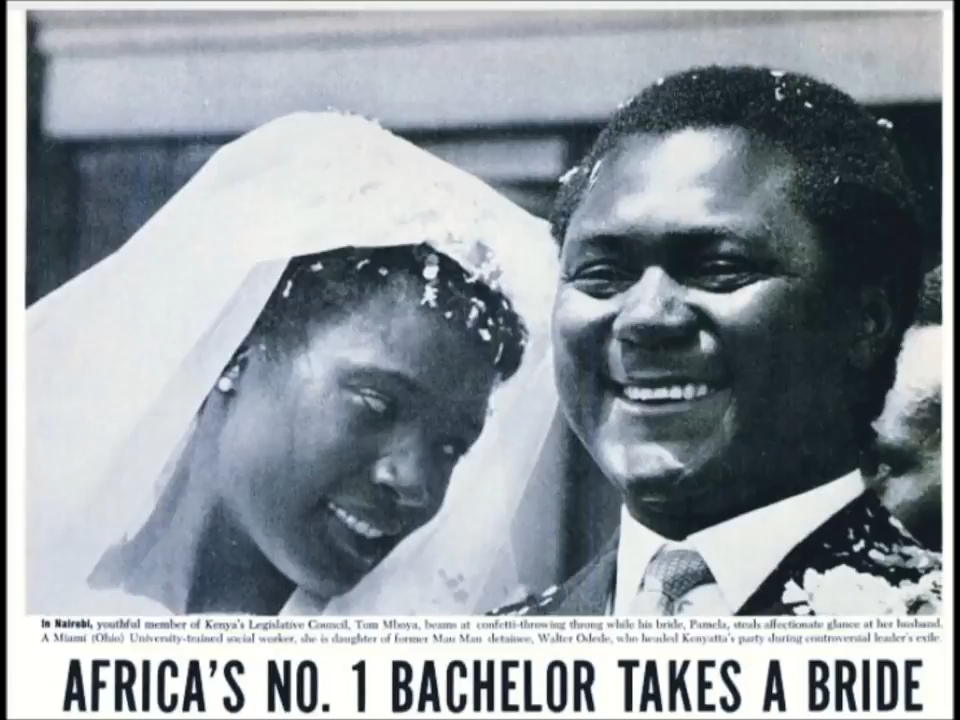 In Nairobi, youthful member of Kenya's Legislative Council, Tom Mboya, beams at confetti-throwing throng while his bride, Pamela, steals affectionate glance at her husband.
A Miami (Ohio) University-trained social worker, she is daughter of former Mau Mau detainee, Walter Odede, who headed Kenyatta's party during controversial leader's exile.
AFRICA'S NO. 1 BACHELOR TAKES A BRIDE